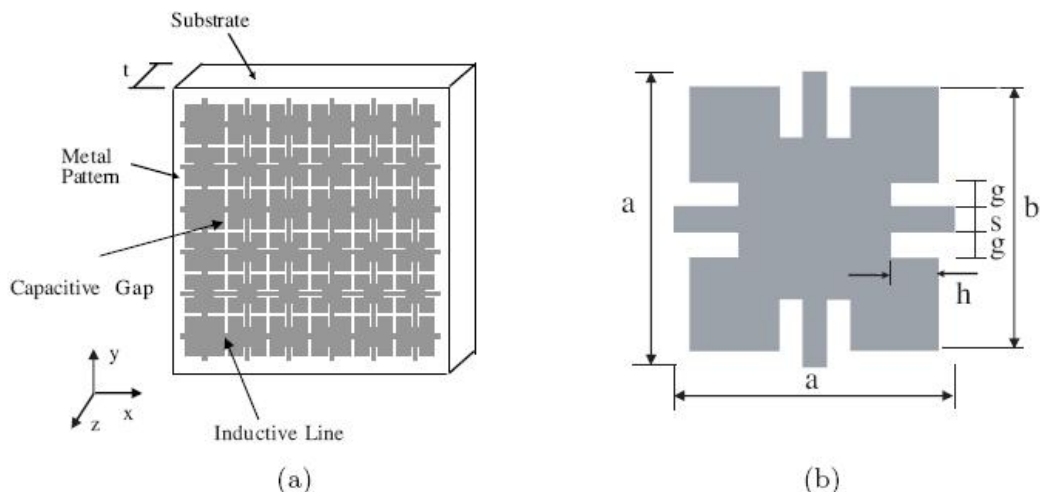 Substrate
t
Metal
Pattern
Capacitive Gap
y
x
z
Inductive Line
(a)
a
g
s
g
b
h
a
(b)